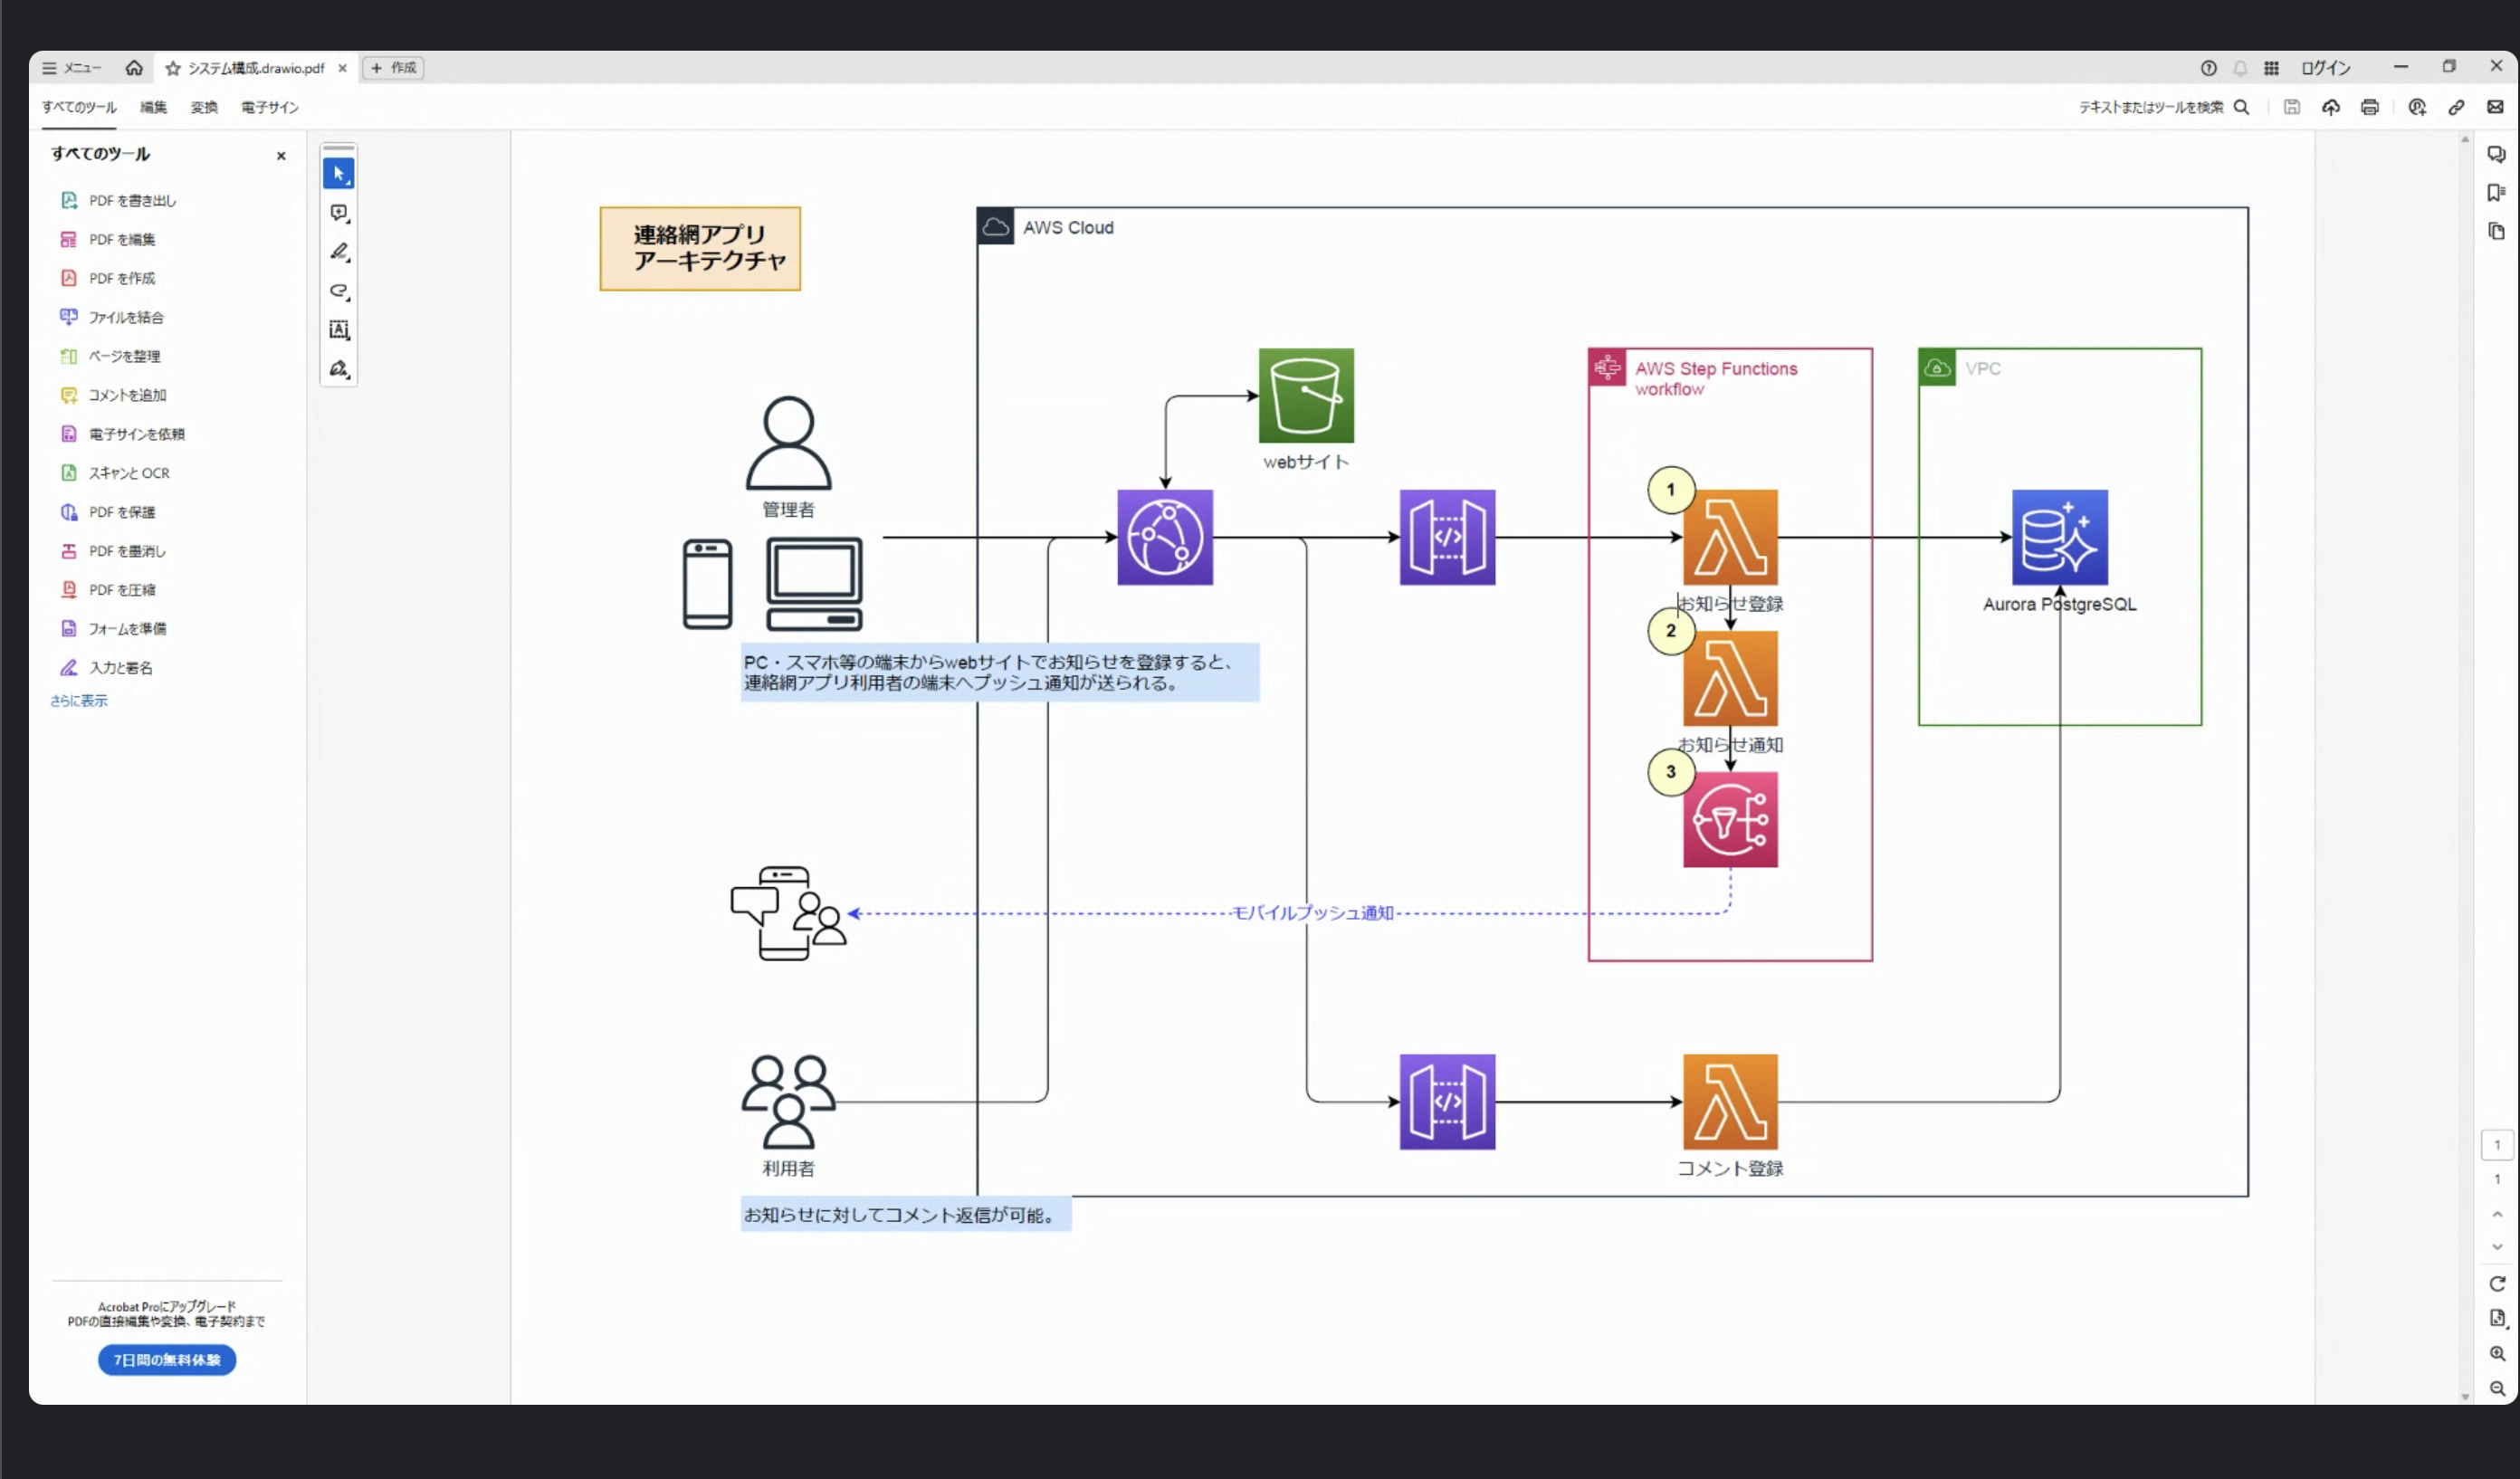 メニュー
システム構成.drawio.pdf
作成
ログイン
すべてのツール
編集
変換
電子サイン
テキストまたはツールを検索
すべてのツール
PDF を書き出し
PDF を編集
PDF を作成
ファイルを結合
ページを整理
コメントを追加
電子サインを依頼
スキャンと OCR
PDF を保護
PDF を墨消し
PDF を圧縮
フォームを準備
入力と署名
さらに表示
Acrobat Proにアップグレード
PDFの直接編集や変換、電子契約まで
7日間の無料体験
連絡網アプリ
アーキテクチャ
AWS Cloud
webサイト
AWS Step Functions
workflow
VPC
管理者
1
お知らせ登録
Aurora PostgreSQL
2
PC・スマホ等の端末からwebサイトでお知らせを登録すると、
連絡網アプリ利用者の端末へプッシュ通知が送られる。
お知らせ通知
3
モバイルプッシュ通知
利用者
コメント登録
お知らせに対してコメント返信が可能。
1
1